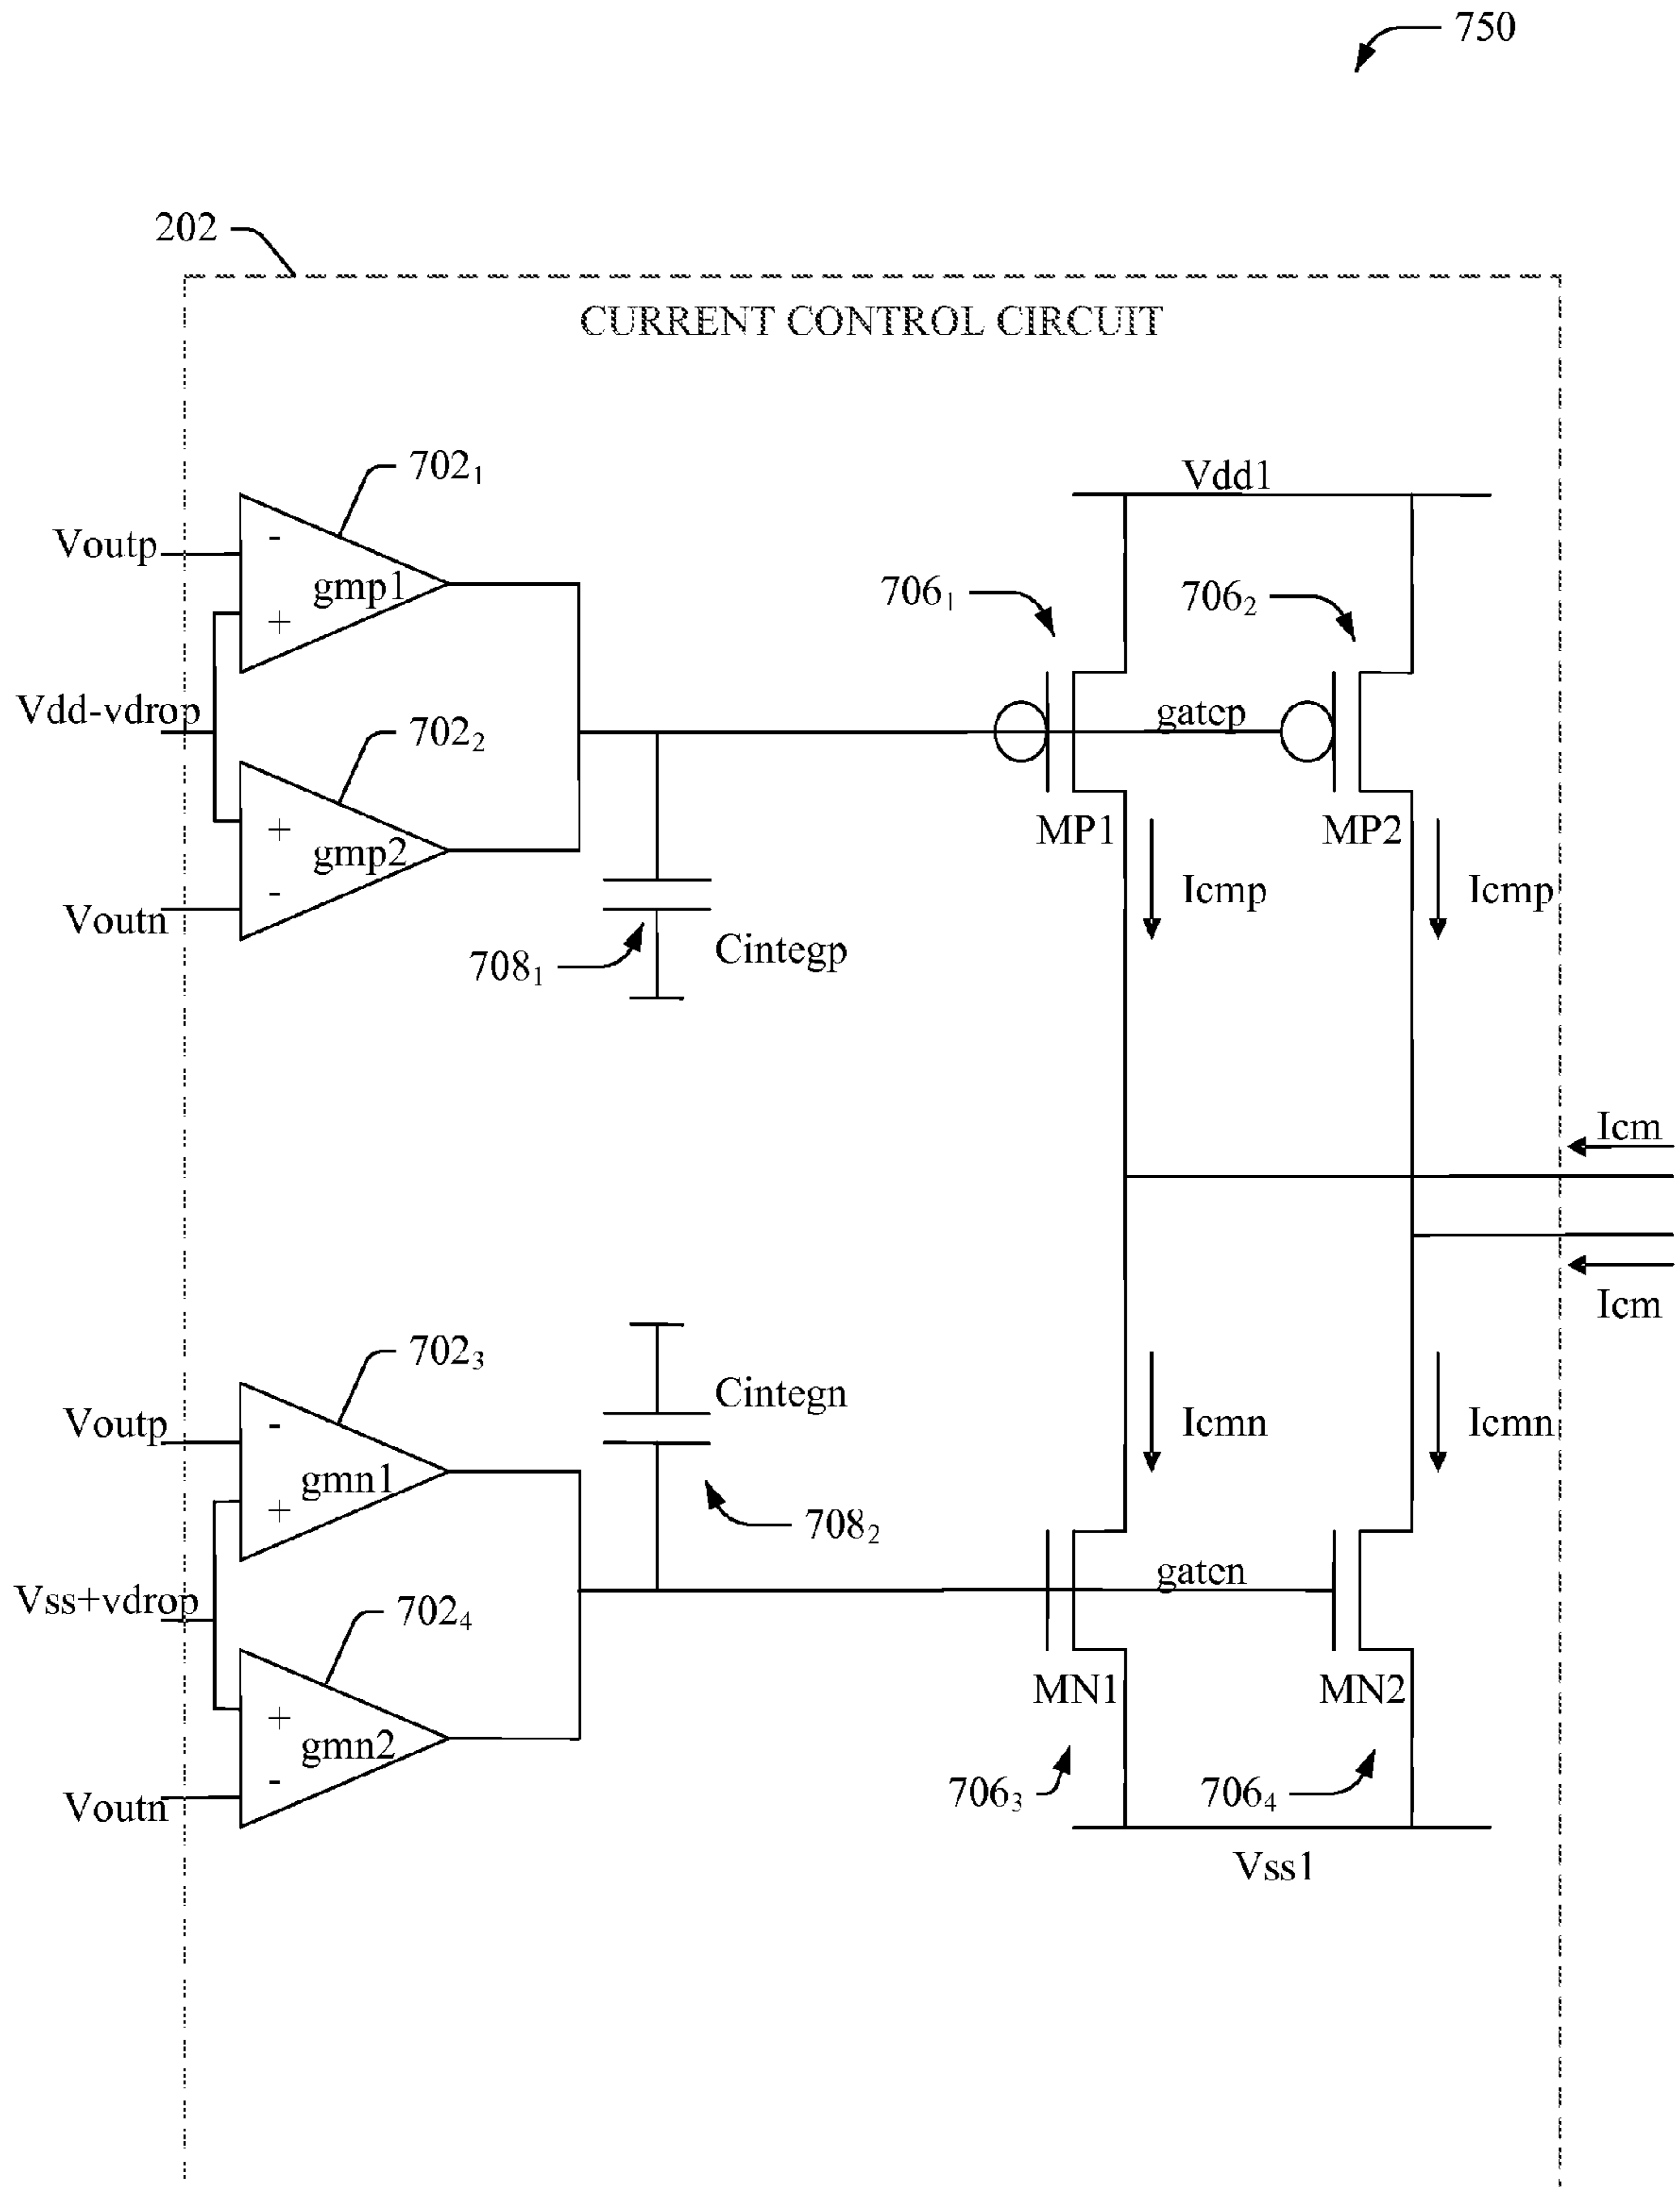 750
202
CURRENT CONTROL CIRCUIT
702₁
Vdd1
Voutp
-
gmp1
+
706₁
706₂
Vdd-vdrop
702₂
gatep
+
gmp2
-
Voutn
MP1
MP2
Icmp
Icmp
Cintegp
708₁
Icm
Icm
702₃
Cintegn
Voutp
-
gmn1
+
Icmn
Icmn
708₂
Vss+vdrop
702₄
gaten
+
gmn2
-
Voutn
MN1
MN2
706₃
706₄
Vss1